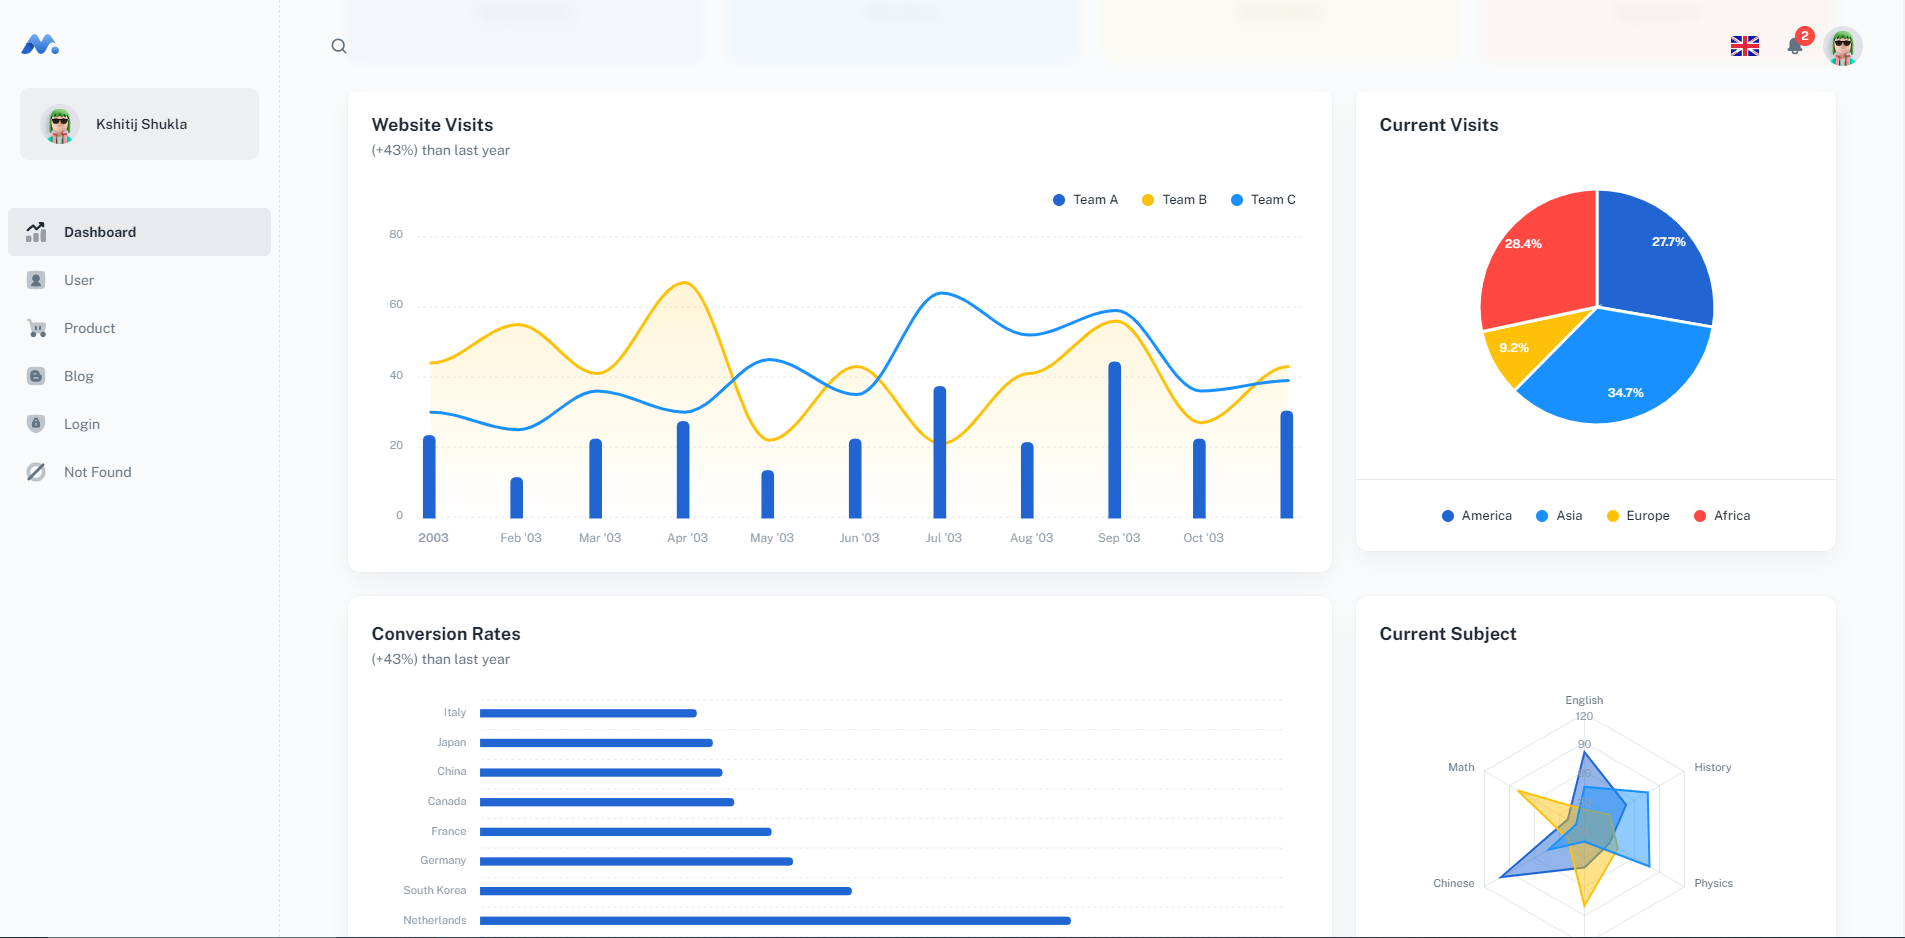 Kshitij Shukla
Dashboard
User
Product
Blog
Login
Not Found
2
Website Visits
(+43%) than last year
Team A Team B Team C
80
60
40
20
0
2003 Feb '03 Mar '03 Apr '03 May '03 Jun '03 Jul '03 Aug '03 Sep '03 Oct '03
Current Visits
28.4% 27.7%
9.2%
34.7%
America Asia Europe Africa
Conversion Rates
(+43%) than last year
Italy
Japan
China
Canada
France
Germany
South Korea
Netherlands
Current Subject
English
120
90
Math History
Chinese Physics